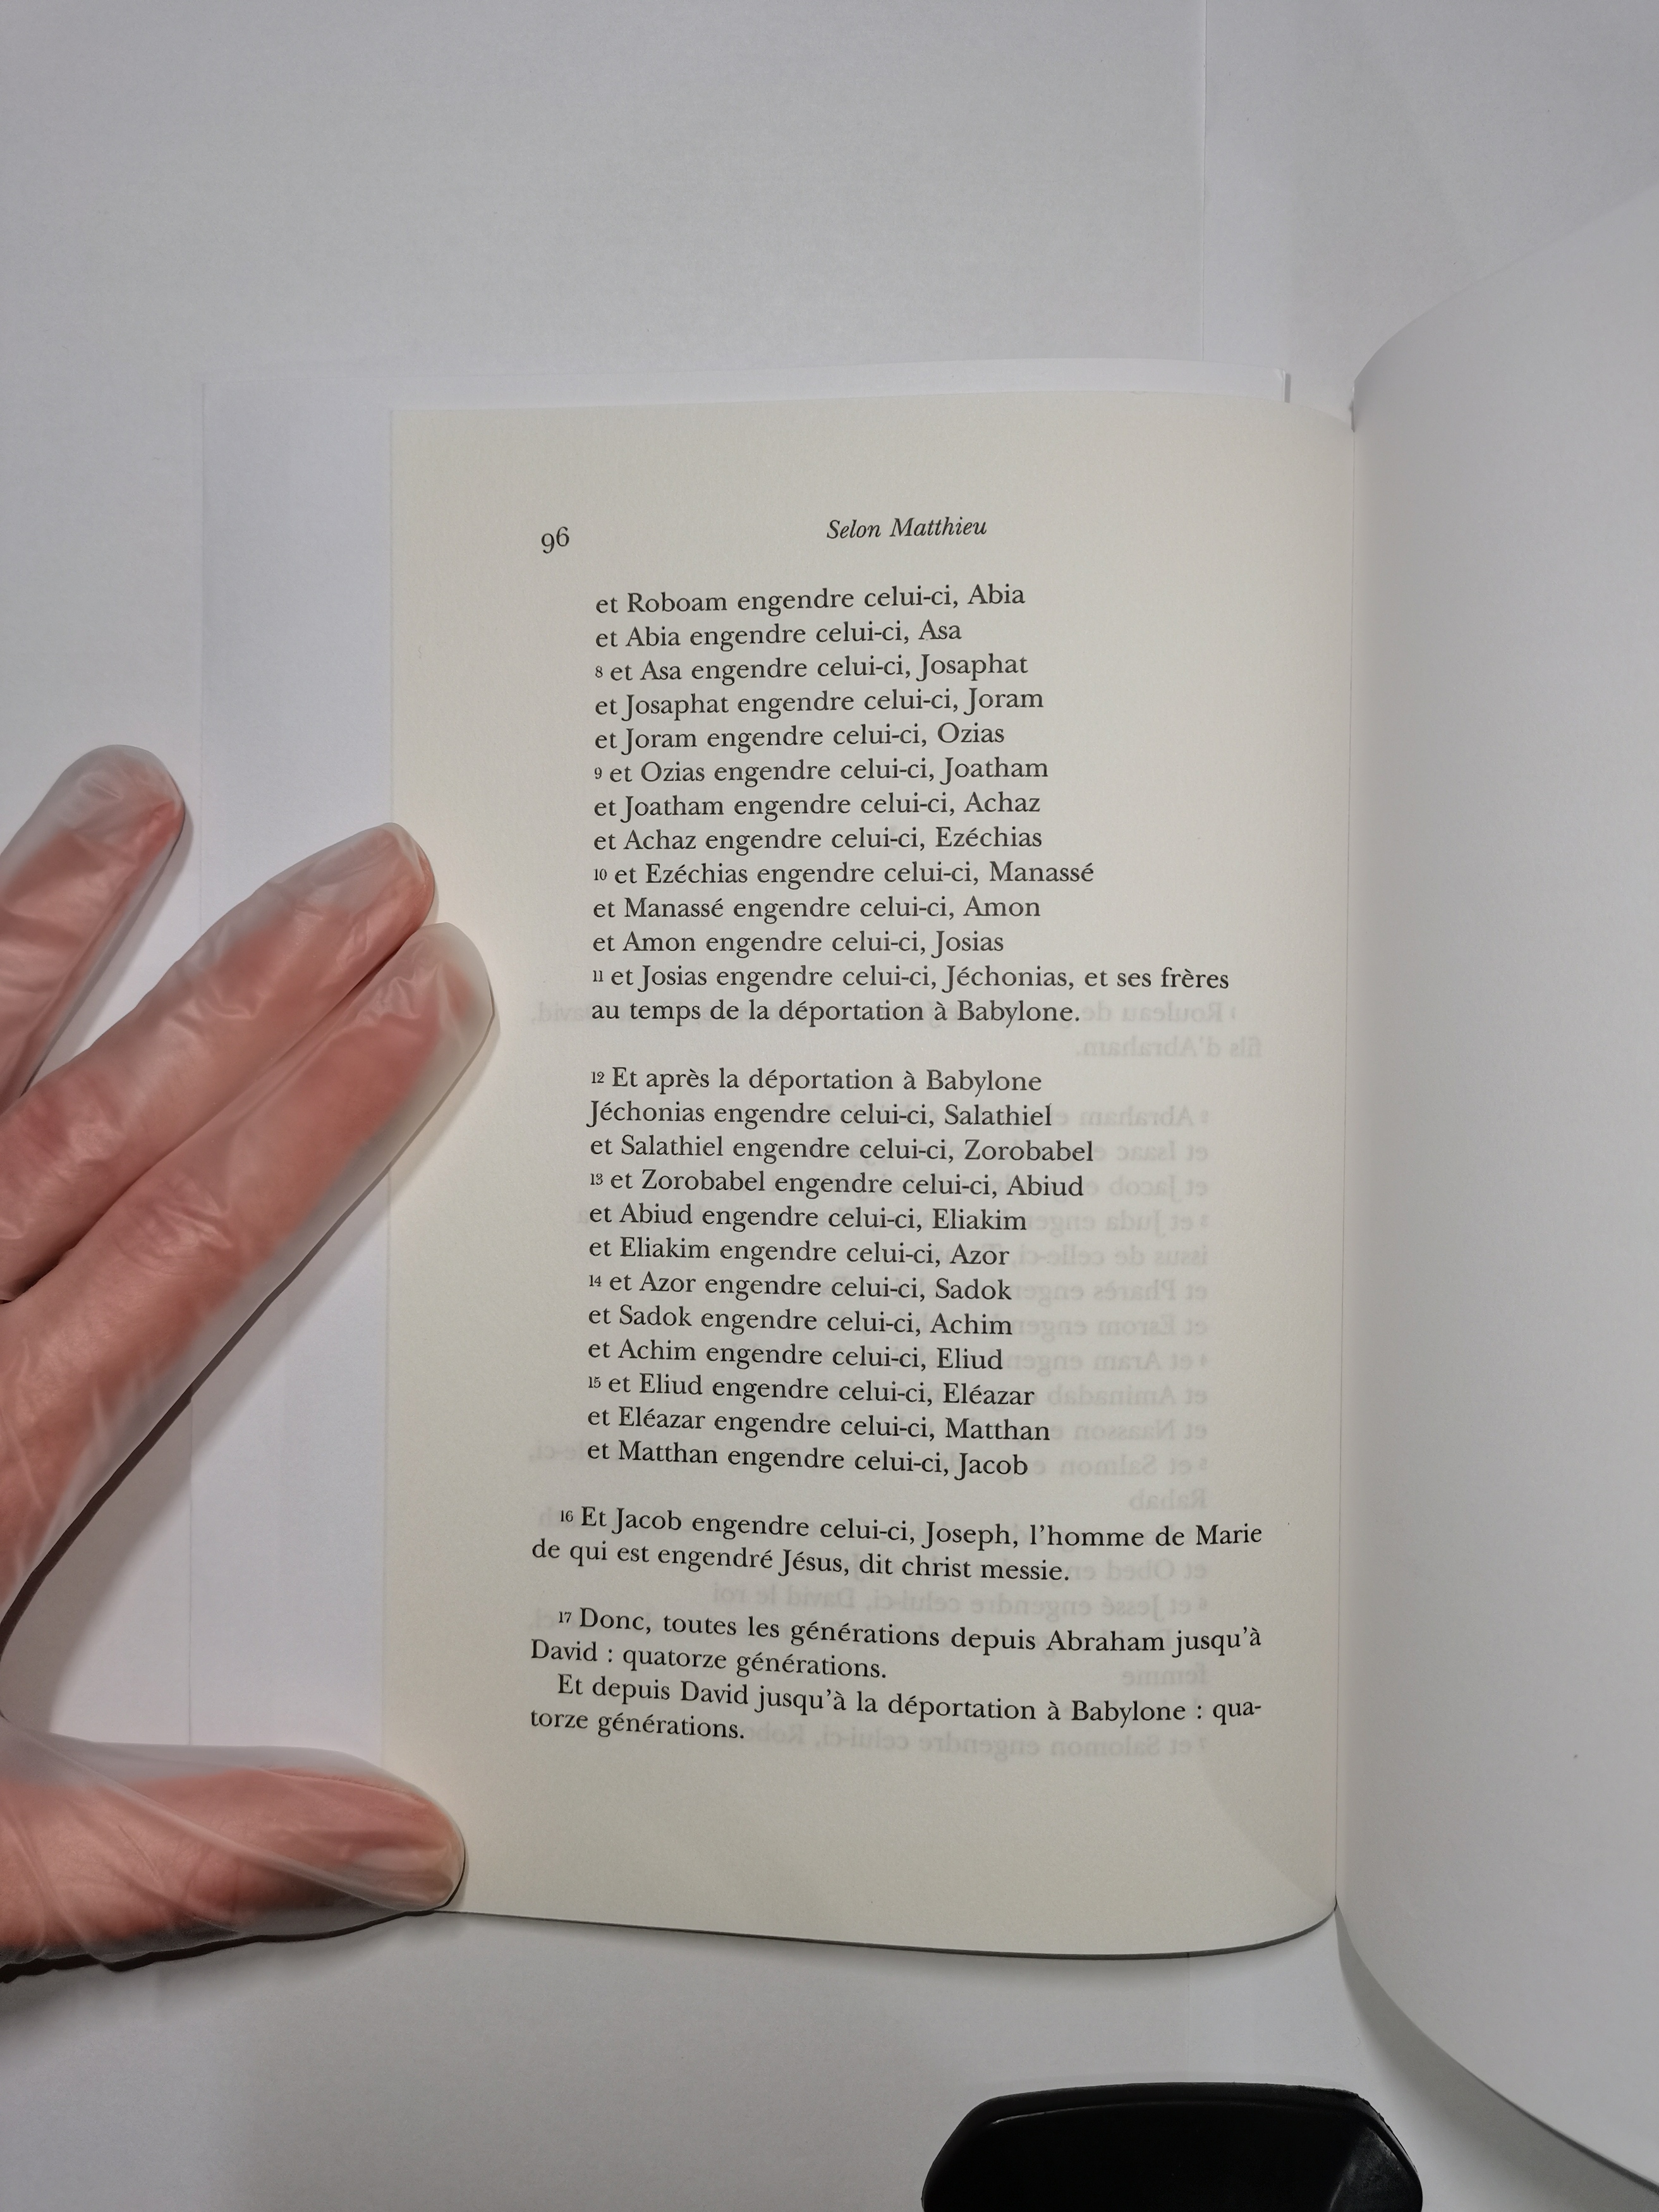 96
Selon Matthieu
et Roboam engendre celui-ci, Abia
et Abia engendre celui-ci, Asa
8 et Asa engendre celui-ci, Josaphat
et Josaphat engendre celui-ci, Joram
et Joram engendre celui-ci, Ozias
9 et Ozias engendre celui-ci, Joatham
et Joatham engendre celui-ci, Achaz
et Achaz engendre celui-ci, Ezéchias
10 et Ezéchias engendre celui-ci, Manassé
et Manassé engendre celui-ci, Amon
et Amon engendre celui-ci, Josias
11 et Josias engendre celui-ci, Jéchonias, et ses frères
au temps de la déportation à Babylone.
12 Et après la déportation à Babylone
Jéchonias engendre celui-ci, Salathiel
et Salathiel engendre celui-ci, Zorobabel
13 et Zorobabel engendre celui-ci, Abiud
et Abiud engendre celui-ci, Eliakim
et Eliakim engendre celui-ci, Azor
14 et Azor engendre celui-ci, Sadok
et Sadok engendre celui-ci, Achim
et Achim engendre celui-ci, Eliud
15 et Eliud engendre celui-ci, Eléazar
et Eléazar engendre celui-ci, Matthan
et Matthan engendre celui-ci, Jacob
16 Et Jacob engendre celui-ci, Joseph, l'homme de Marie
de qui est engendré Jésus, dit christ messie.
17 Donc, toutes les générations depuis Abraham jusqu'à
David : quatorze générations.
Et depuis David jusqu'à la déportation à Babylone : qua-
torze générations.